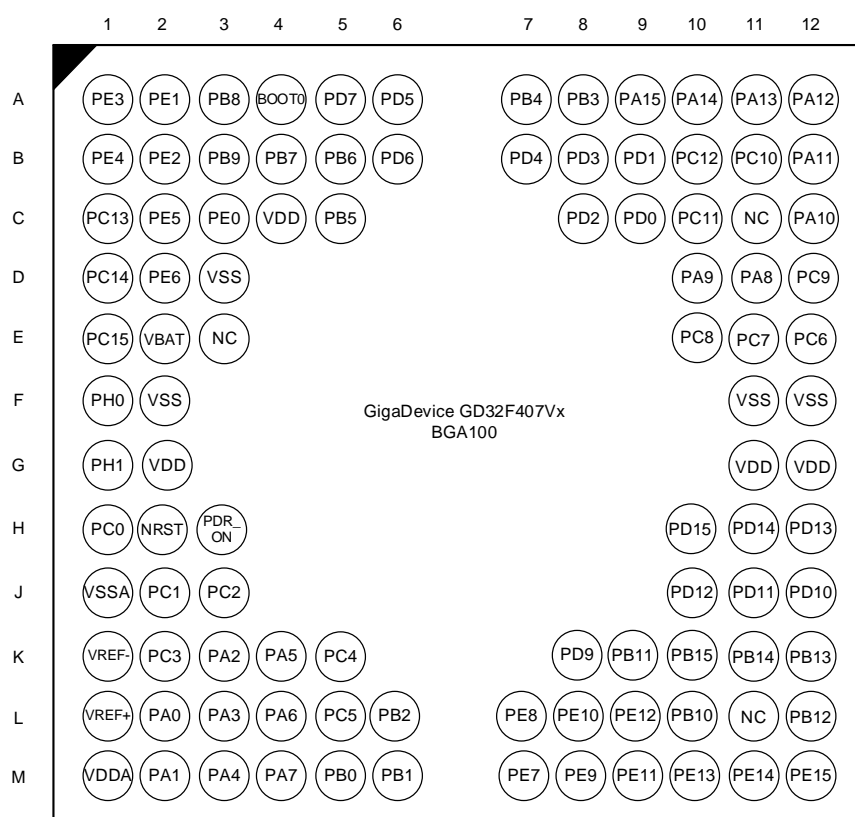 1 2 3 4 5 6 7 8 9 10 11 12
A PE3 PE1 PB8 BOOT0 PD7 PD5 PB4 PB3 PA15 PA14 PA13 PA12
B PE4 PE2 PB9 PB7 PB6 PD6 PD4 PD3 PD1 PC12 PC10 PA11
C PC13 PE5 PE0 VDD PB5 PD2 PD0 PC11 NC PA10
D PC14 PE6 VSS PA9 PA8 PC9
E PC15 VBAT NC PC8 PC7 PC6
F PH0 VSS VSS VSS
GigaDevice GD32F407Vx
BGA100
G PH1 VDD VDD VDD
H PC0 NRST PDR_
ON PD15 PD14 PD13
J VSSA PC1 PC2 PD12 PD11 PD10
K VREF- PC3 PA2 PA5 PC4 PD9 PB11 PB15 PB14 PB13
L VREF+ PA0 PA3 PA6 PC5 PB2 PE8 PE10 PE12 PB10 NC PB12
M VDDA PA1 PA4 PA7 PB0 PB1 PE7 PE9 PE11 PE13 PE14 PE15